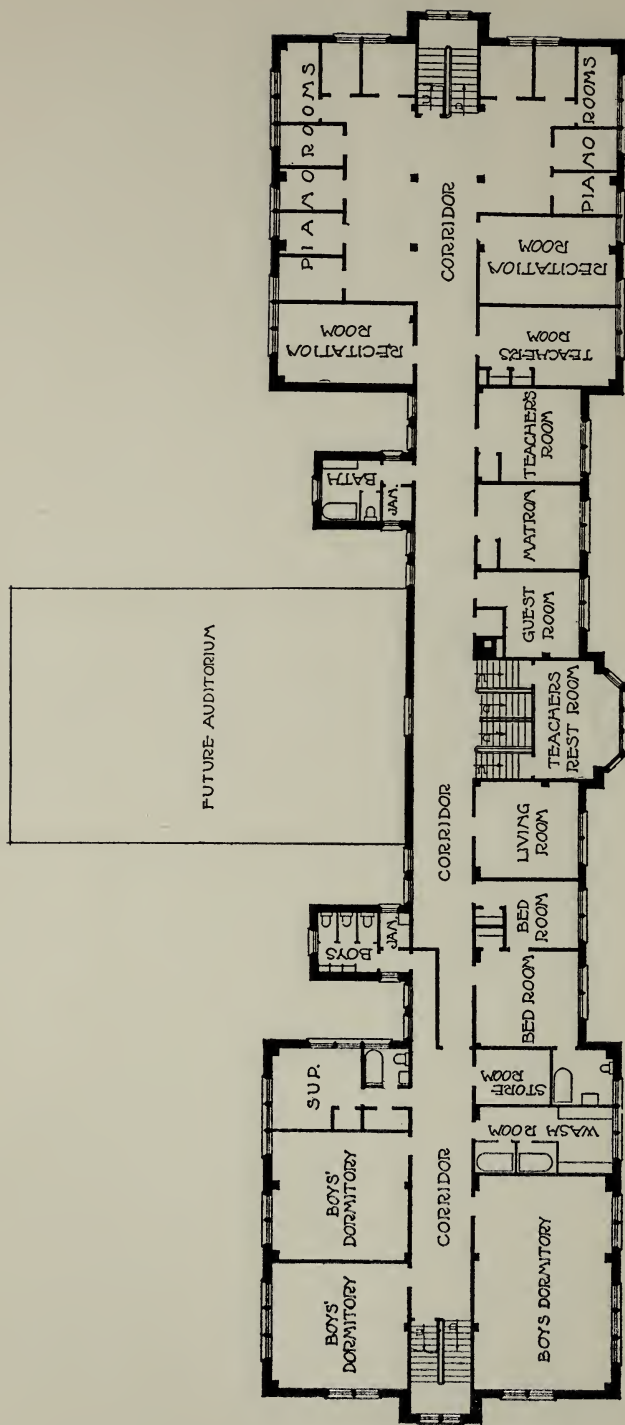 PIANO ROOMS
PIANO ROOMS
CORRIDOR
RECITATION
ROOM
RECITATION
ROOM
TEACHER'S
ROOM
TEACHER'S
ROOM
BATH
JAN.
MATRON
GUEST
ROOM
FUTURE AUDITORIUM
TEACHERS
REST ROOM
CORRIDOR
LIVING
ROOM
BED
ROOM
BOYS
JAN.
BED ROOM
SUP.
STORE
ROOM
WASH ROOM
BOYS'
DORMITORY
CORRIDOR
BOYS'
DORMITORY
BOYS DORMITORY